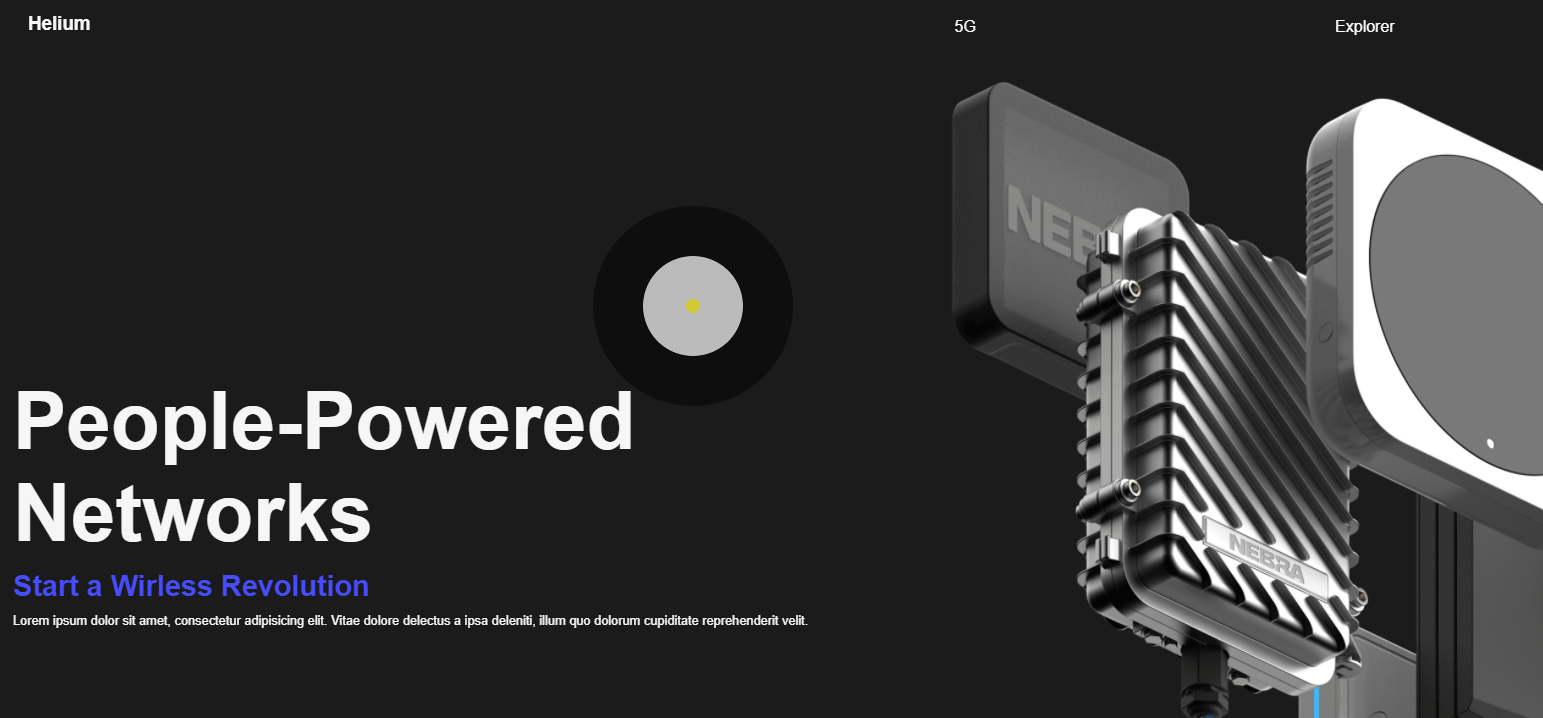 Helium
5G
Explorer
NEB
People-Powered
Networks
NEBRA
Start a Wirless Revolution
Lorem ipsum dolor sit amet, consectetur adipisicing elit. Vitae dolore delectus a ipsa deleniti, illum quo dolorum cupiditate reprehenderit velit.